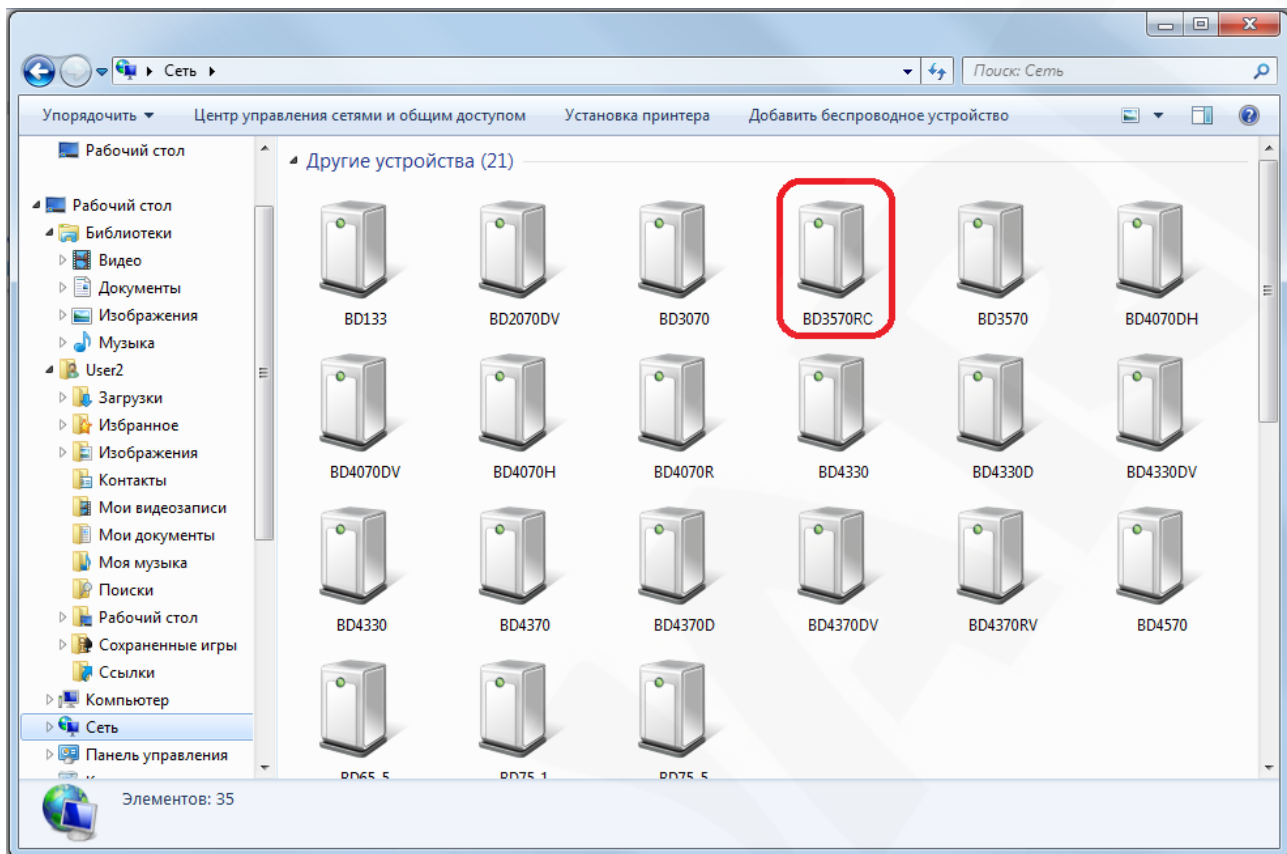 Сеть
Поиск: Сеть
Упорядочить Центр управления сетями и общим доступом Установка принтера Добавить беспроводное устройство
Рабочий стол
Рабочий стол
Библиотеки
Видео
Документы
Изображения
Музыка
User2
Загрузки
Избранное
Изображения
Контакты
Мои видеозаписи
Мои документы
Моя музыка
Поиски
Рабочий стол
Сохраненные игры
Ссылки
Компьютер
Сеть
Панель управления
Другие устройства (21)
BD133 BD2070DV BD3070 BD3570RC BD3570 BD4070DH
BD4070DV BD4070H BD4070R BD4330 BD4330D BD4330DV
BD4330 BD4370 BD4370D BD4370DV BD4370RV BD4570
BD65_5 BD75_1 BD75_5
Элементов: 35